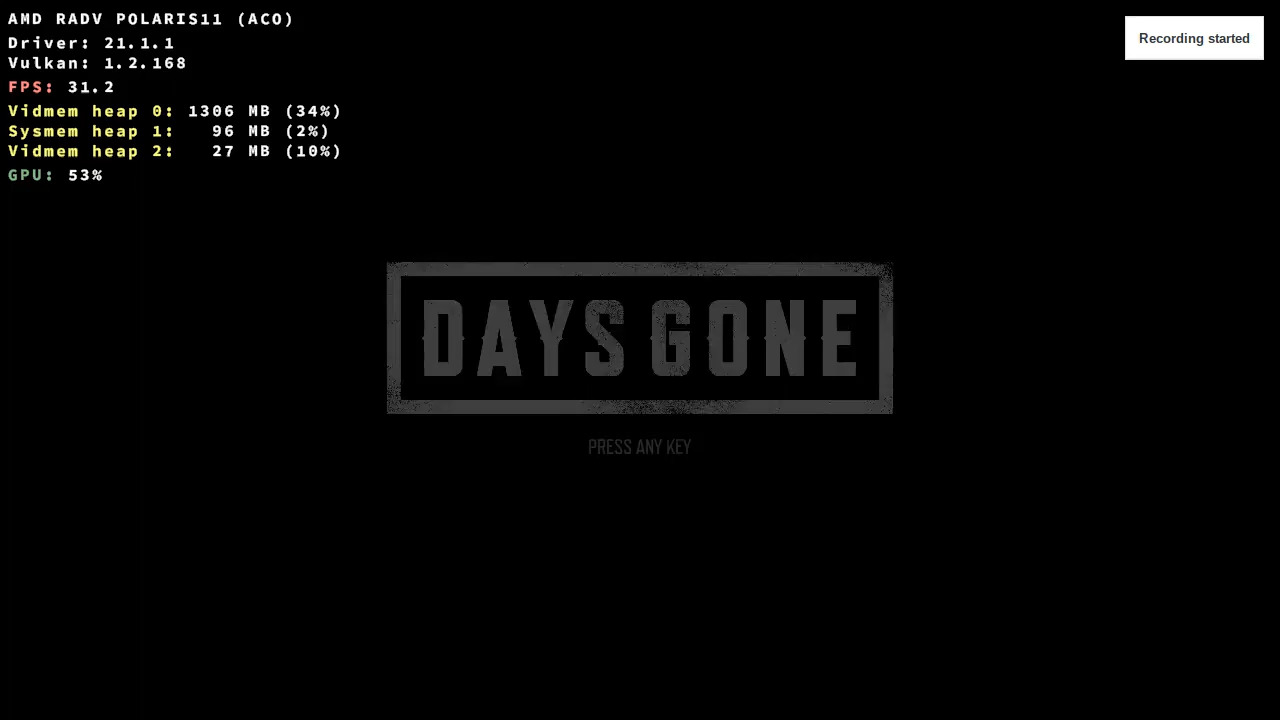 AMD RADV POLARIS11 (ACO)
Driver: 21.1.1
Vulkan: 1.2.168
FPS: 31.2
Vidmem heap 0: 1306 MB (34%)
Sysmem heap 1: 96 MB (2%)
Vidmem heap 2: 27 MB (10%)
GPU: 53%
Recording started
DAYS GONE
PRESS ANY KEY